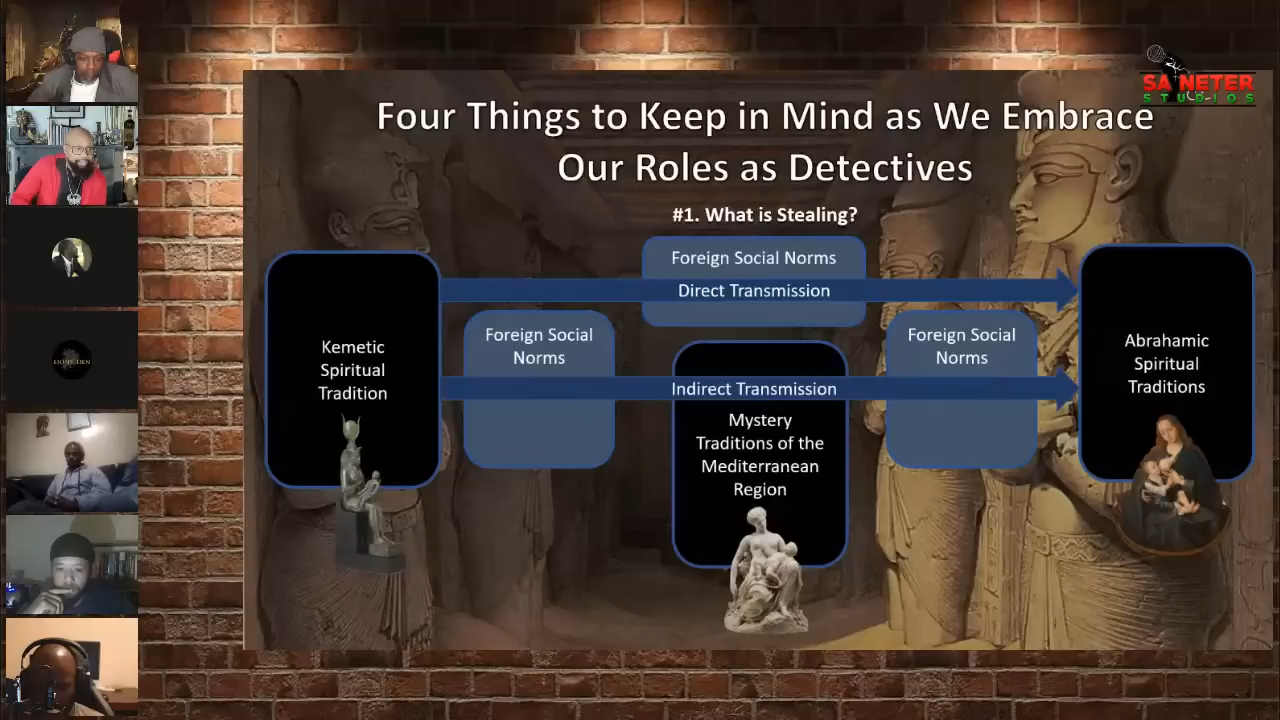 SA NETER
STUDIOS
Four Things to Keep in Mind as We Embrace
Our Roles as Detectives
#1. What is Stealing?
Foreign Social Norms
Direct Transmission
Kemetic
Spiritual
Tradition
Foreign Social
Norms
Indirect Transmission
Mystery
Traditions of the
Mediterranean
Region
Foreign Social
Norms
Abrahamic
Spiritual
Traditions
LIONS DEN